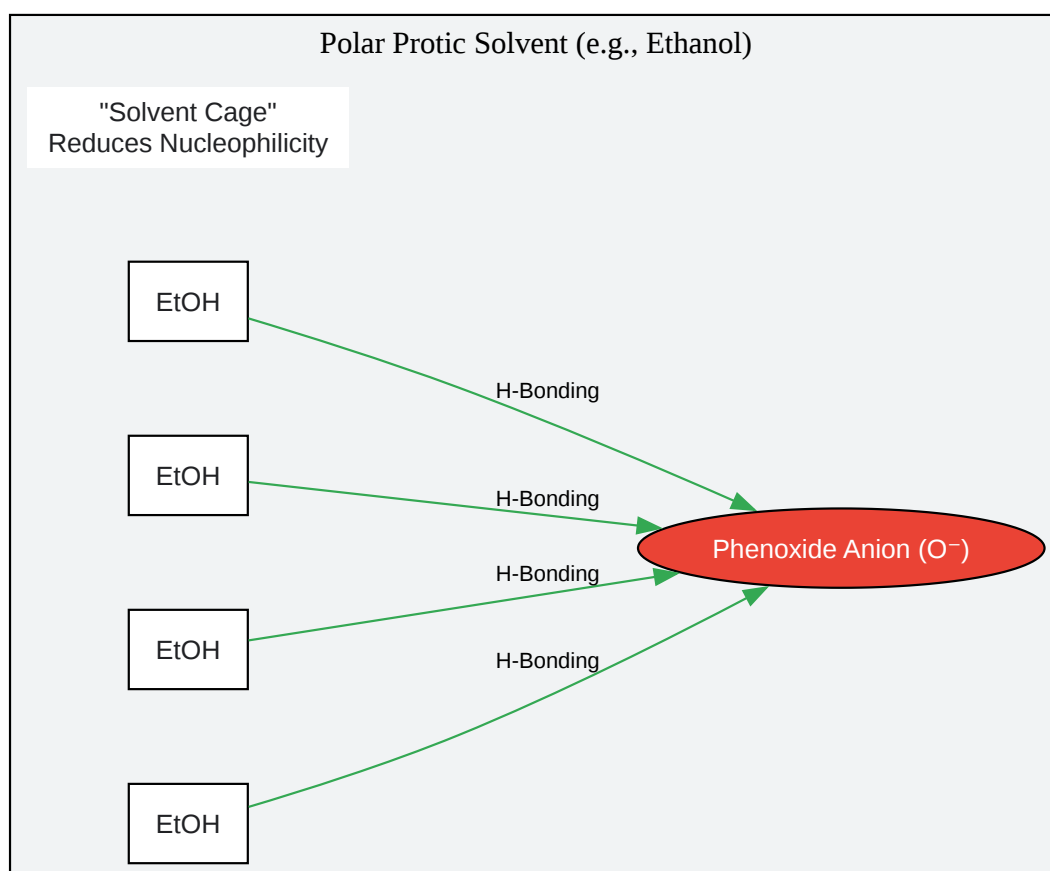 Polar Protic Solvent (e.g., Ethanol)
"Solvent Cage"
Reduces Nucleophilicity
EtOH
H-Bonding
EtOH
H-Bonding
Phenoxide Anion (O⁻)
H-Bonding
EtOH
H-Bonding
EtOH